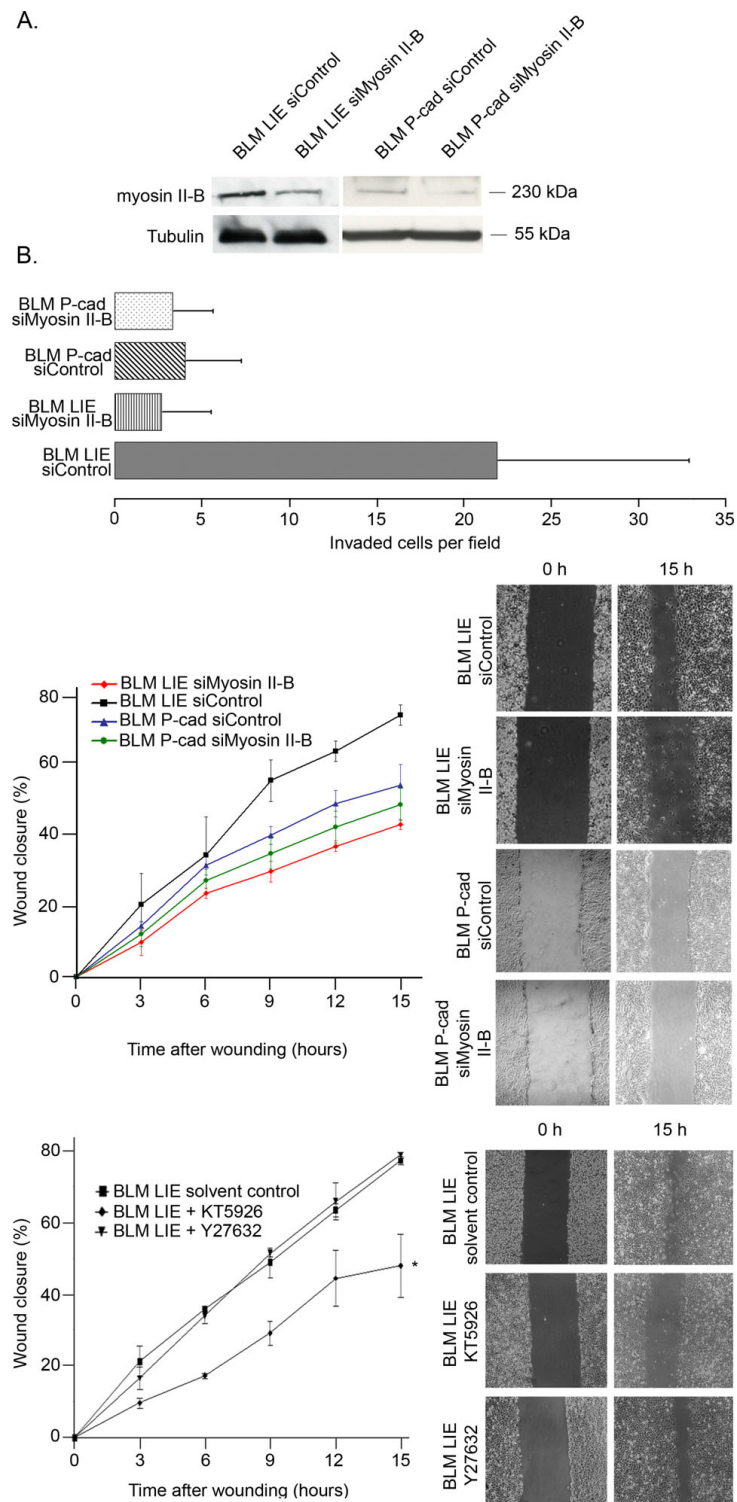 A.
BLM LIE siControl
BLM LIE siMyosin II-B
BLM P-cad siControl
BLM P-cad siMyosin II-B
myosin II-B
230 kDa
Tubulin
55 kDa
B.
BLM P-cad
siMyosin II-B
BLM P-cad
siControl
BLM LIE
siMyosin II-B
BLM LIE
siControl
0 5 10 15 20 25 30 35
Invaded cells per field
0 h 15 h
BLM LIE
siControl
BLM LIE
siMyosin
II-B
BLM P-cad
siControl
BLM P-cad
siMyosin
II-B
BLM LIE siMyosin II-B
BLM LIE siControl
BLM P-cad siControl
BLM P-cad siMyosin II-B
Wound closure (%)
80
60
40
20
0
0 3 6 9 12 15
Time after wounding (hours)
0 h 15 h
BLM LIE
solvent control
BLM LIE
KT5926
BLM LIE
Y27632
BLM LIE solvent control
BLM LIE + KT5926
BLM LIE + Y27632
Wound closure (%)
80
60
40
20
0
*
0 3 6 9 12 15
Time after wounding (hours)